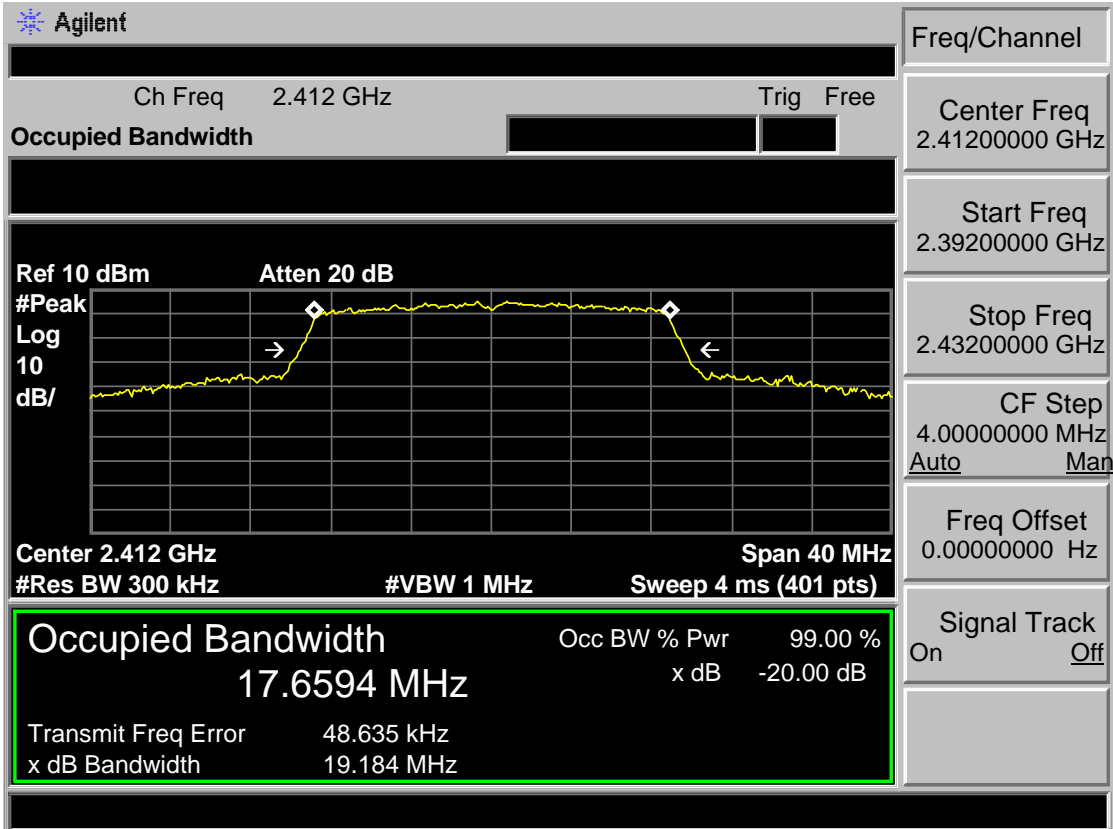 Agilent
Freq/Channel
Ch Freq 2.412 GHz Trig Free
Occupied Bandwidth
Center Freq
2.41200000 GHz
Start Freq
2.39200000 GHz
Stop Freq
2.43200000 GHz
CF Step
4.00000000 MHz
Auto Man
Freq Offset
0.00000000 Hz
Signal Track
On Off
Ref 10 dBm Atten 20 dB
#Peak
Log
10
dB/
Center 2.412 GHz Span 40 MHz
#Res BW 300 kHz #VBW 1 MHz Sweep 4 ms (401 pts)
Occupied Bandwidth Occ BW % Pwr 99.00 %
17.6594 MHz x dB -20.00 dB
Transmit Freq Error 48.635 kHz
x dB Bandwidth 19.184 MHz